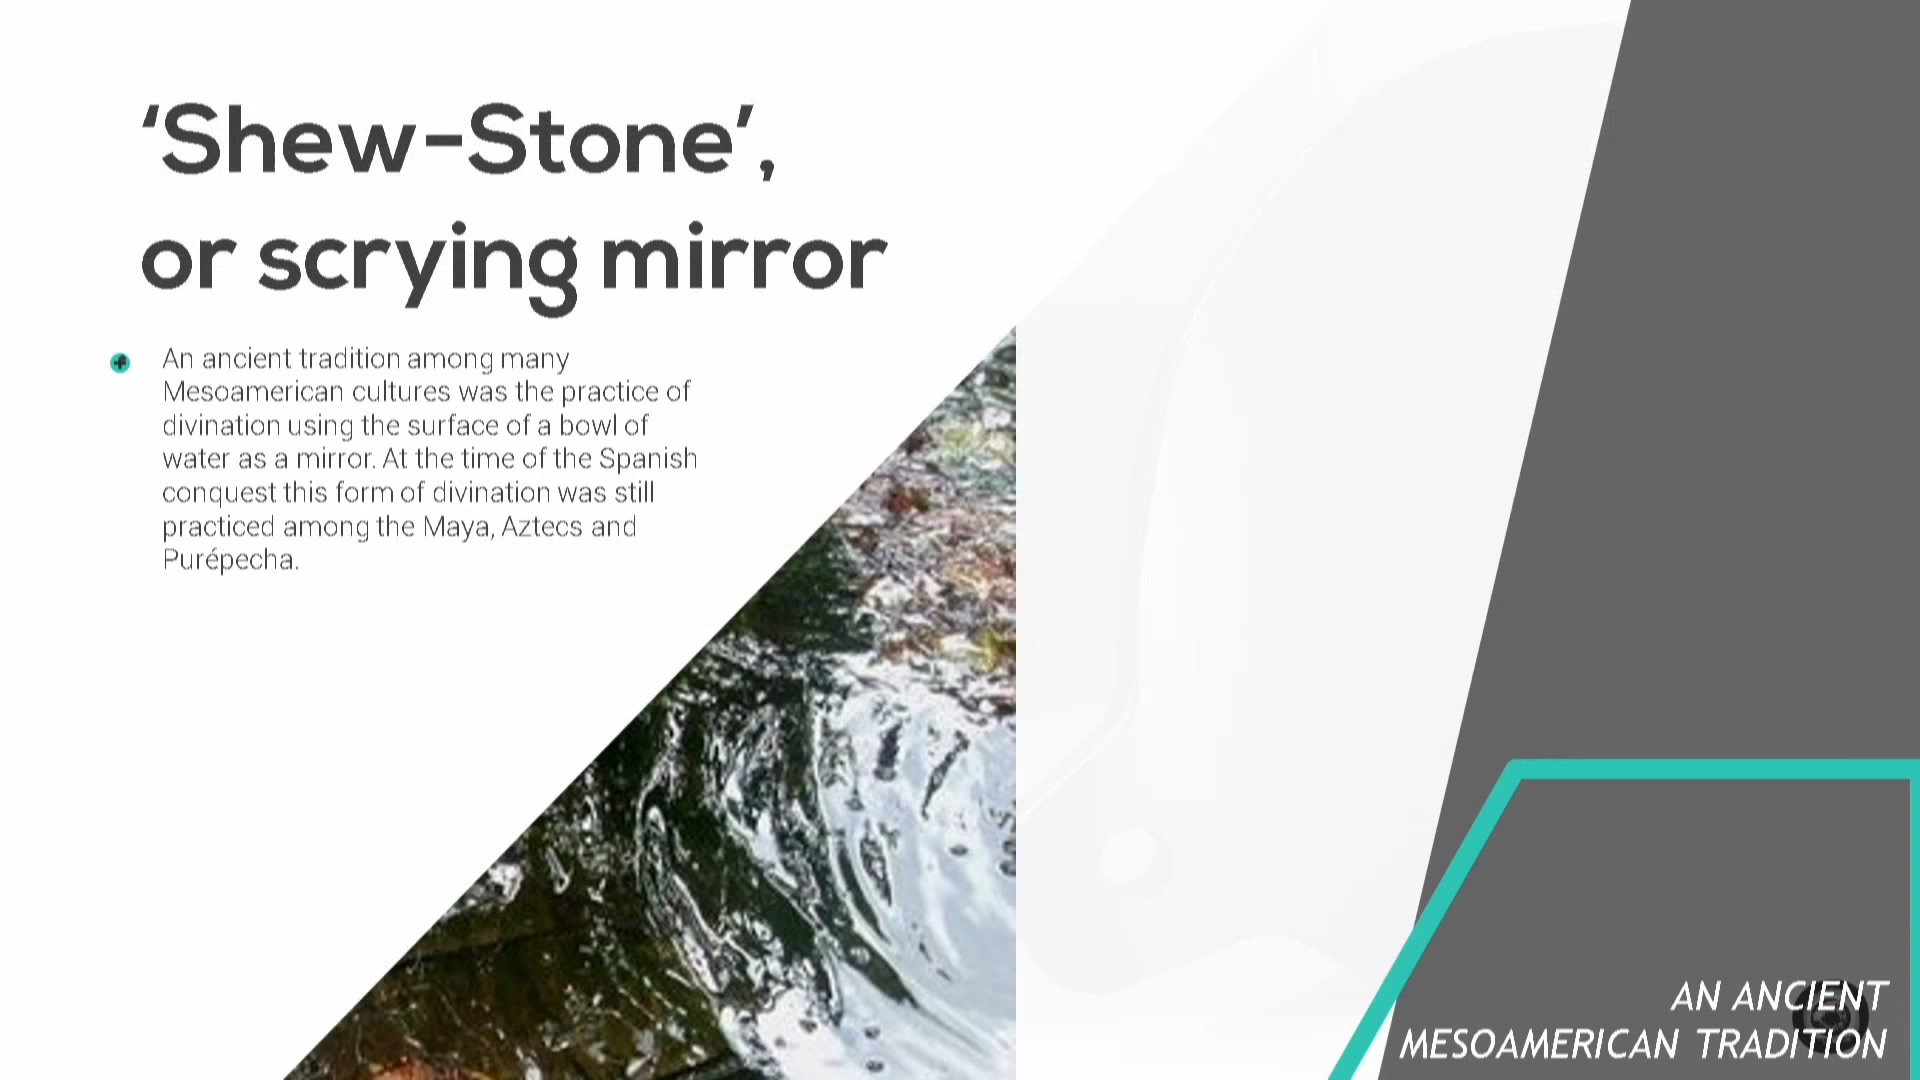 ‘Shew-Stone’,
or scrying mirror
An ancient tradition among many
Mesoamerican cultures was the practice of
divination using the surface of a bowl of
water as a mirror. At the time of the Spanish
conquest this form of divination was still
practiced among the Maya, Aztecs and
Purépecha.
AN ANCIENT
MESOAMERICAN TRADITION